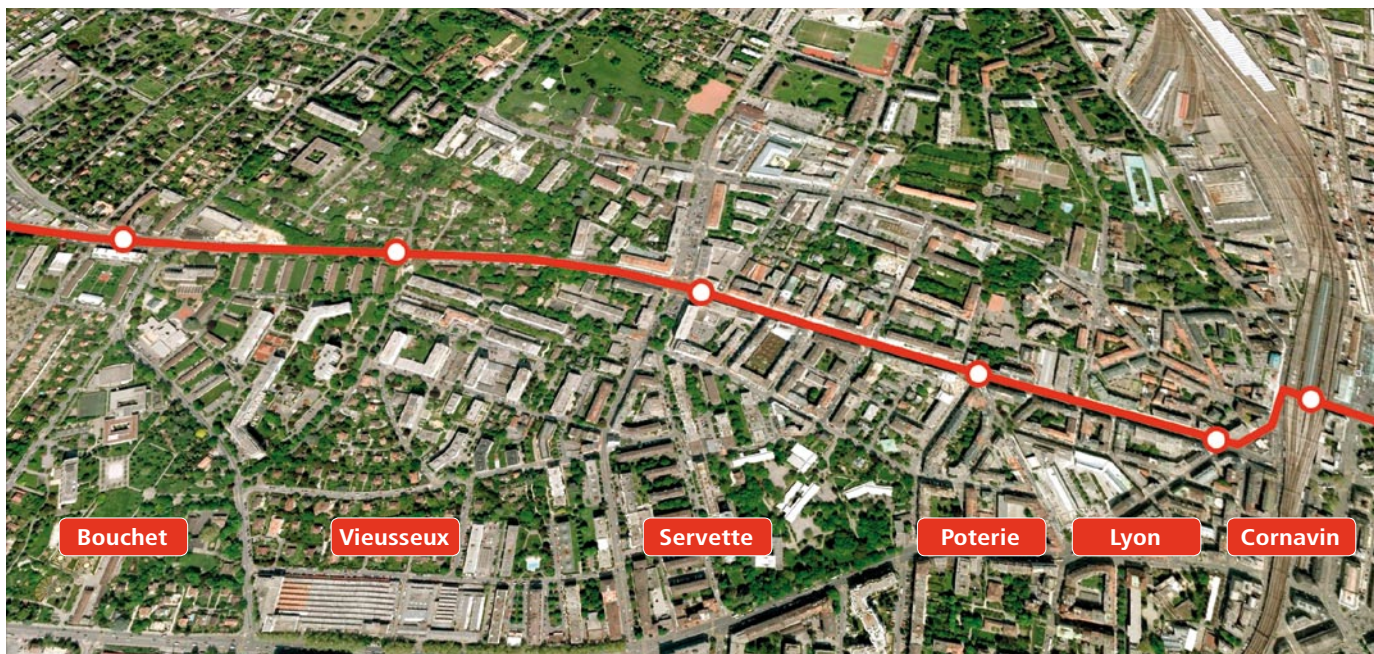 Bouchet
Vieusseux
Servette
Poterie
Lyon
Cornavin